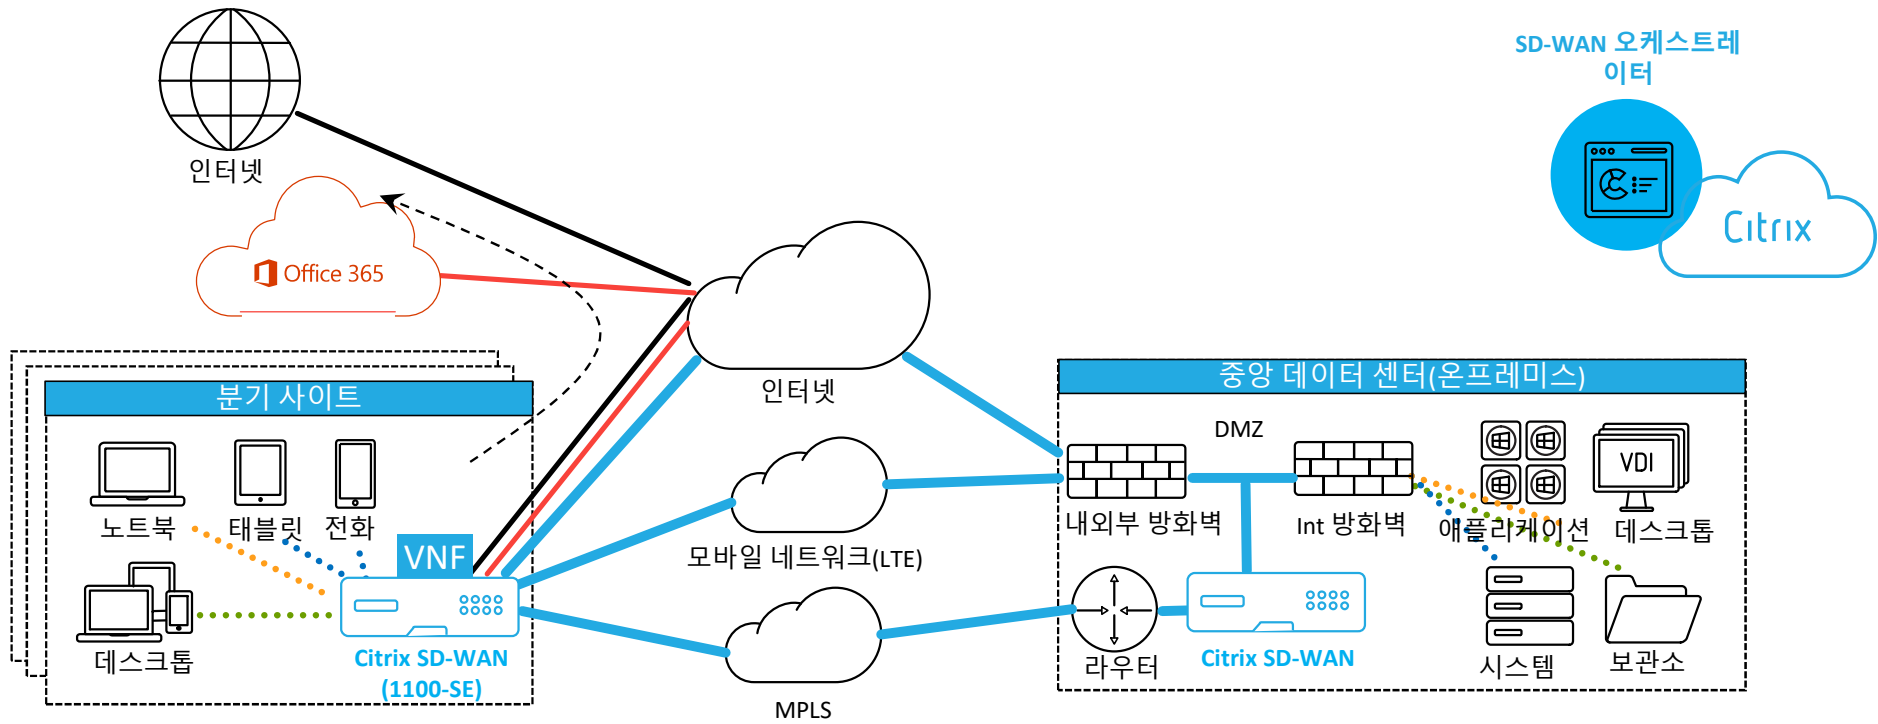 SD-WAN 오케스트레
이터
인터넷
Citrix
Office 365
인터넷
분기 사이트
중앙 데이터 센터(온프레미스)
DMZ
VDI
노트북
태블릿
전화
내외부 방화벽
Int 방화벽
애플리케이션
데스크톱
VNF
모바일 네트워크(LTE)
데스크톱
Citrix SD-WAN
(1100-SE)
라우터
Citrix SD-WAN
시스템
보관소
MPLS